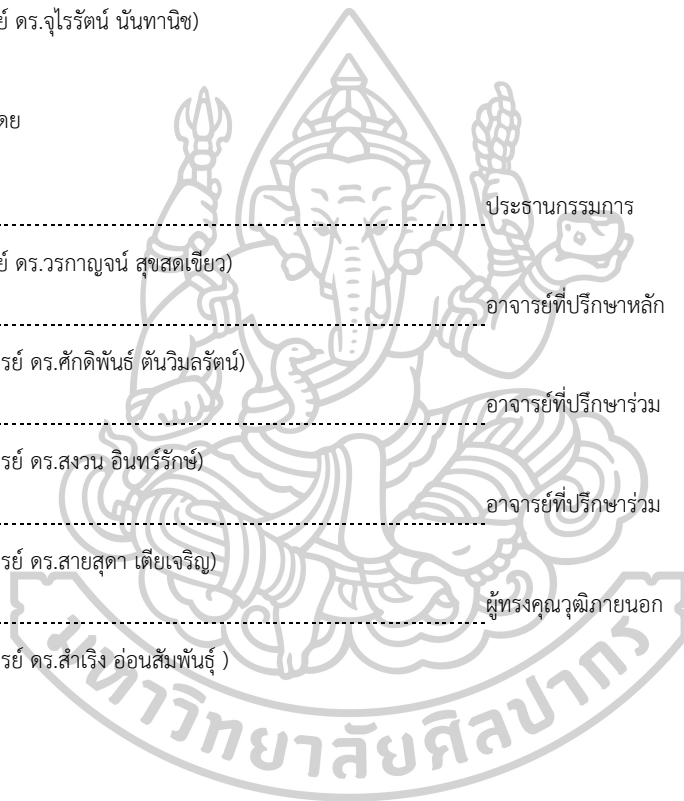 ย์ ดร.จุไรรัตน์ นันทานิช)
ดย
ประธานกรรมการ
ย์ ดร.วรกาญจน์ สุขสดเขียว)
อาจารย์ที่ปรึกษาหลัก
รย์ ดร.ศักดิพันธ์ ตันวิมลรัตน์)
อาจารย์ที่ปรึกษาร่วม
รย์ ดร.สงวน อินทร์รักษ์)
อาจารย์ที่ปรึกษาร่วม
รย์ ดร.สายสุดา เตียเจริญ)
ผู้ทรงคุณวุฒิภายนอก
รย์ ดร.สำเริง อ่อนสัมพันธุ์ )
มหาวิทยาลัยศิลปากร